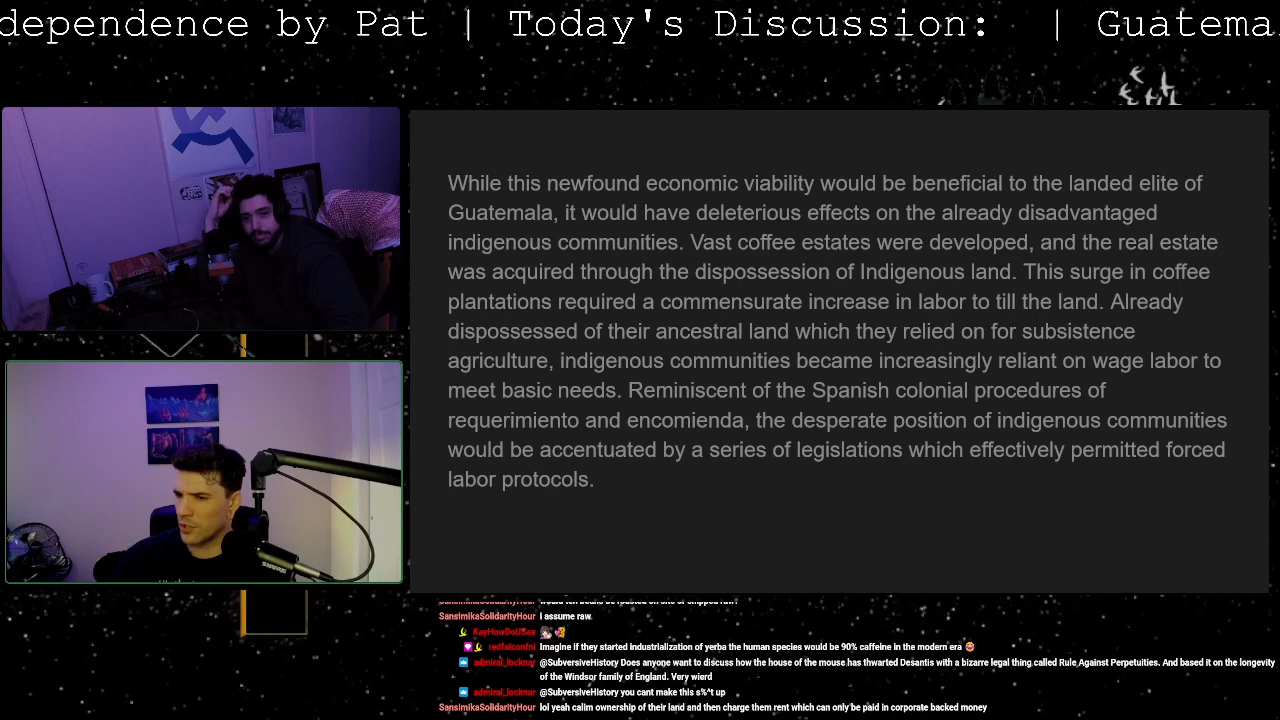 dependence by Pat | Today's Discussion:  | Guatema
While this newfound economic viability would be beneficial to the landed elite of
Guatemala, it would have deleterious effects on the already disadvantaged
indigenous communities. Vast coffee estates were developed, and the real estate
was acquired through the dispossession of Indigenous land. This surge in coffee
plantations required a commensurate increase in labor to till the land. Already
dispossessed of their ancestral land which they relied on for subsistence
agriculture, indigenous communities became increasingly reliant on wage labor to
meet basic needs. Reminiscent of the Spanish colonial procedures of
requerimiento and encomienda, the desperate position of indigenous communities
would be accentuated by a series of legislations which effectively permitted forced
labor protocols.
SHURE
SansimikaSolidarityHour I assume raw
KayHowDoUSee
redfalconfni Imagine if they started industrialization of yerba the human species would be 90% caffeine in the modern era
admiral_locknar @SubversiveHistory Does anyone want to discuss how the house of the mouse has thwarted Desantis with a bizarre legal thing called Rule Against Perpetuities. And based it on the longevity
of the Windsor family of England. Very wierd
admiral_locknar @SubversiveHistory you cant make this s%^t up
SansimikaSolidarityHour lol yeah calim ownership of their land and then charge them rent which can only be paid in corporate backed money